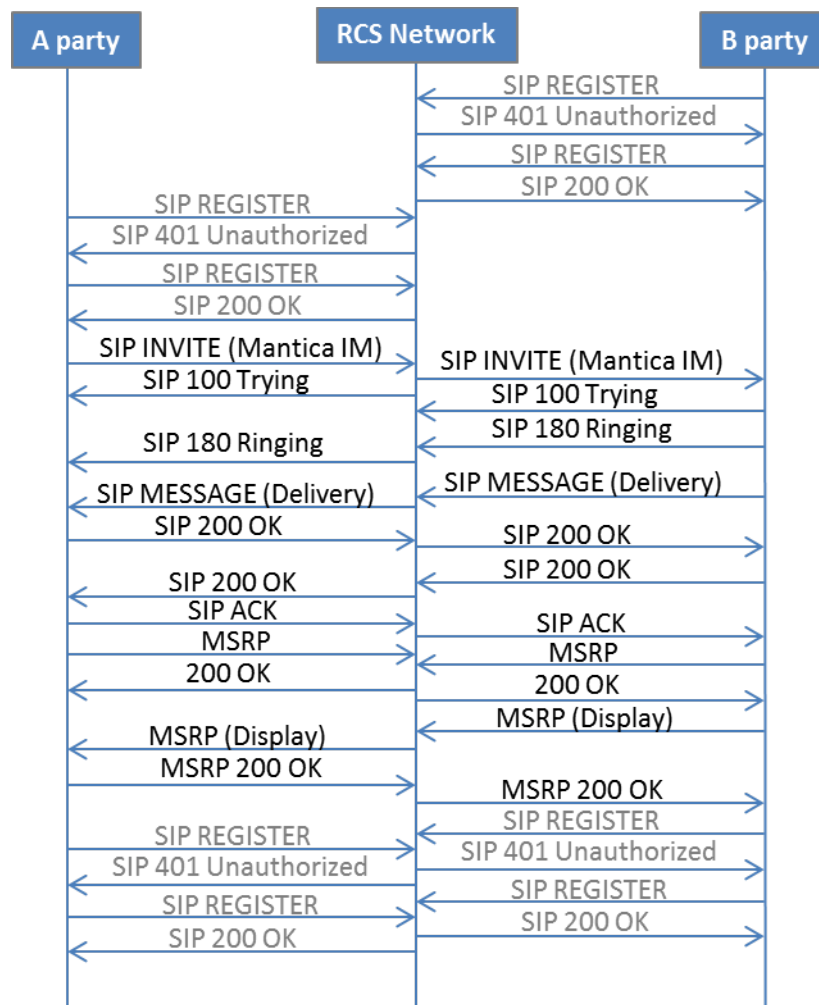 A party
RCS Network
B party
SIP REGISTER
SIP 401 Unauthorized
SIP REGISTER
SIP 200 OK
SIP REGISTER
SIP 401 Unauthorized
SIP REGISTER
SIP 200 OK
SIP INVITE (Mantica IM)
SIP INVITE (Mantica IM)
SIP 100 Trying
SIP 100 Trying
SIP 180 Ringing
SIP 180 Ringing
SIP MESSAGE (Delivery)
SIP MESSAGE (Delivery)
SIP 200 OK
SIP 200 OK
SIP 200 OK
SIP 200 OK
SIP ACK
SIP ACK
MSRP
MSRP
200 OK
200 OK
MSRP (Display)
MSRP (Display)
MSRP 200 OK
MSRP 200 OK
SIP REGISTER
SIP REGISTER
SIP 401 Unauthorized
SIP 401 Unauthorized
SIP REGISTER
SIP REGISTER
SIP 200 OK
SIP 200 OK